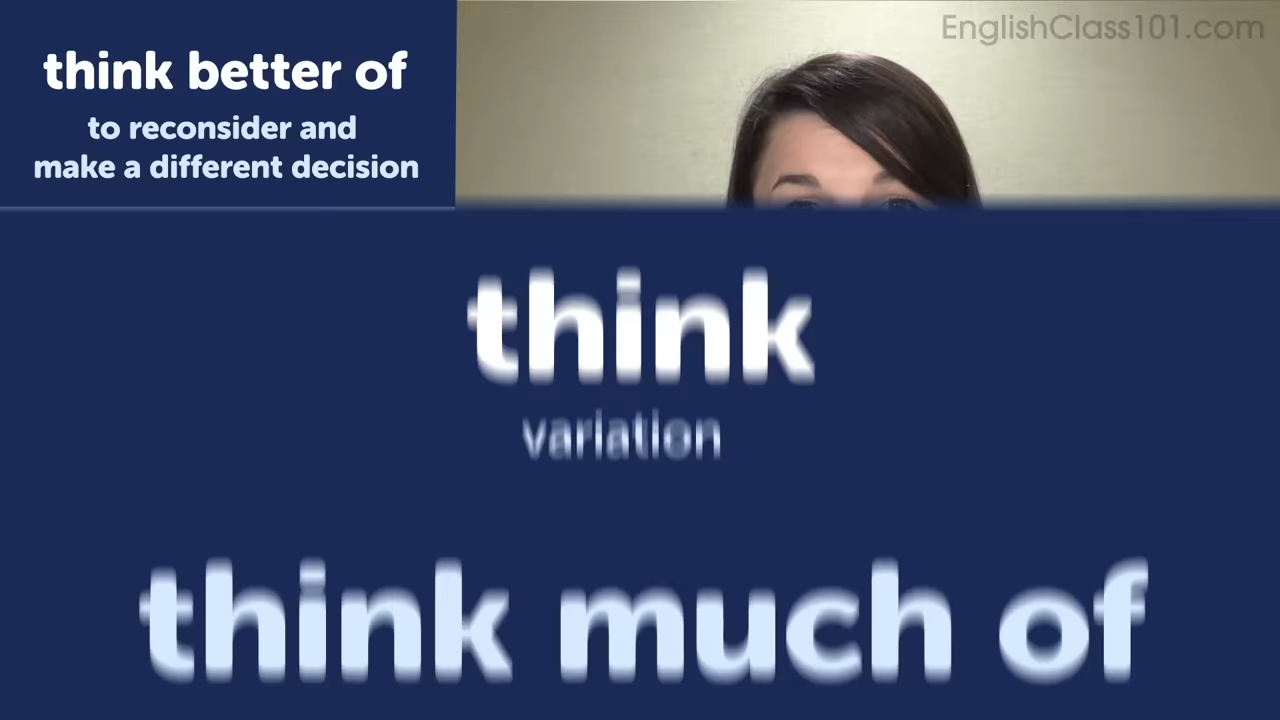 EnglishClass101.com
think better of
to reconsider and
make a different decision
think
variation
think much of